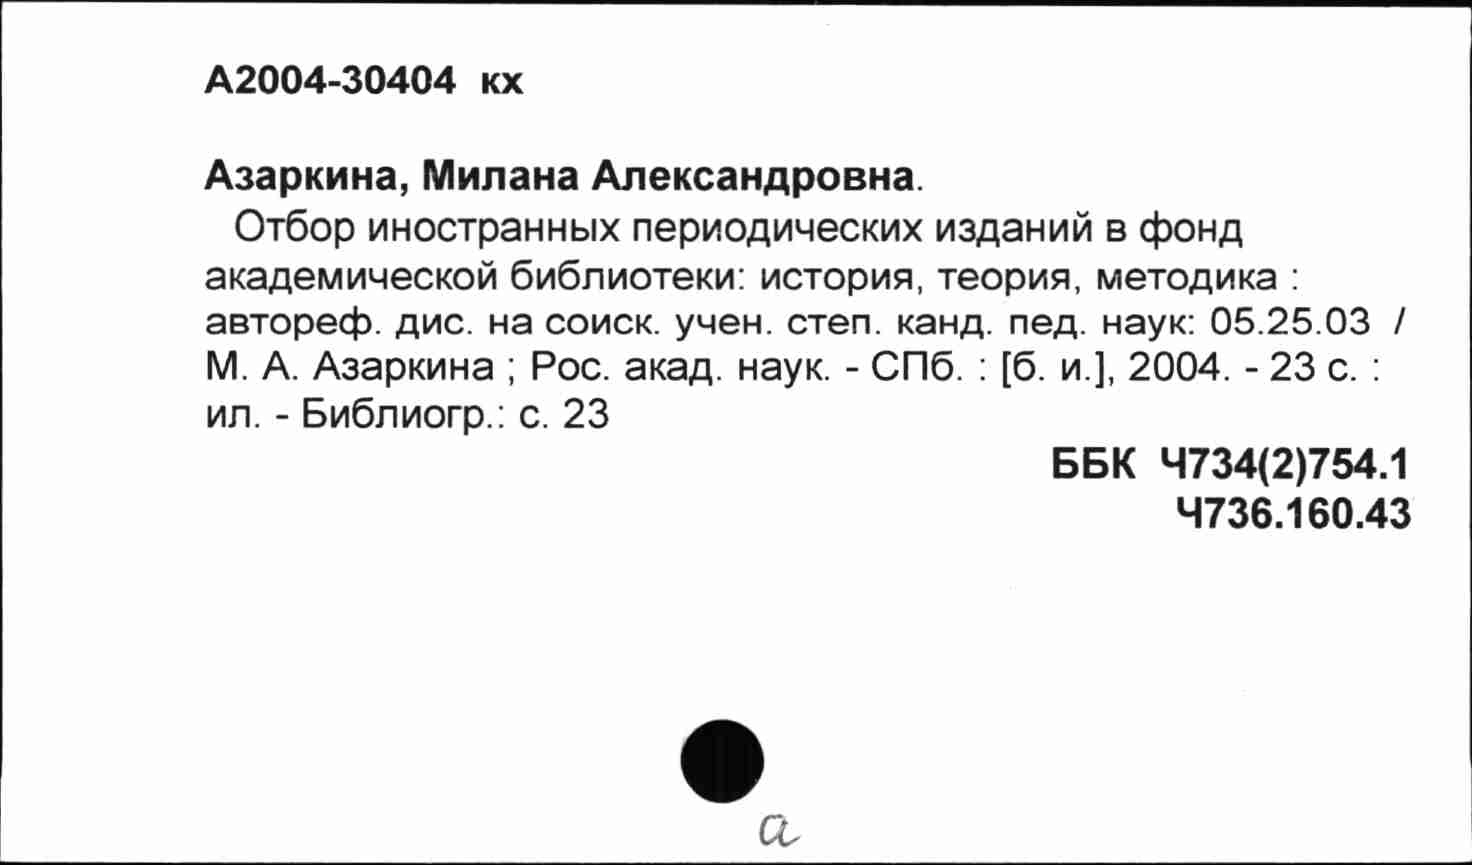 А2004-30404 кх
Азаркина, Милана Александровна.
Отбор иностранных периодических изданий в фонд
академической библиотеки: история, теория, методика :
автореф. дис. на соиск. учен. степ. канд. пед. наук: 05.25.03 /
М. А. Азаркина ; Рос. акад. наук. - СПб. : [б. и.], 2004. - 23 с. :
ил. - Библиогр.: с. 23
ББК Ч734(2)754.1
Ч736.160.43
а